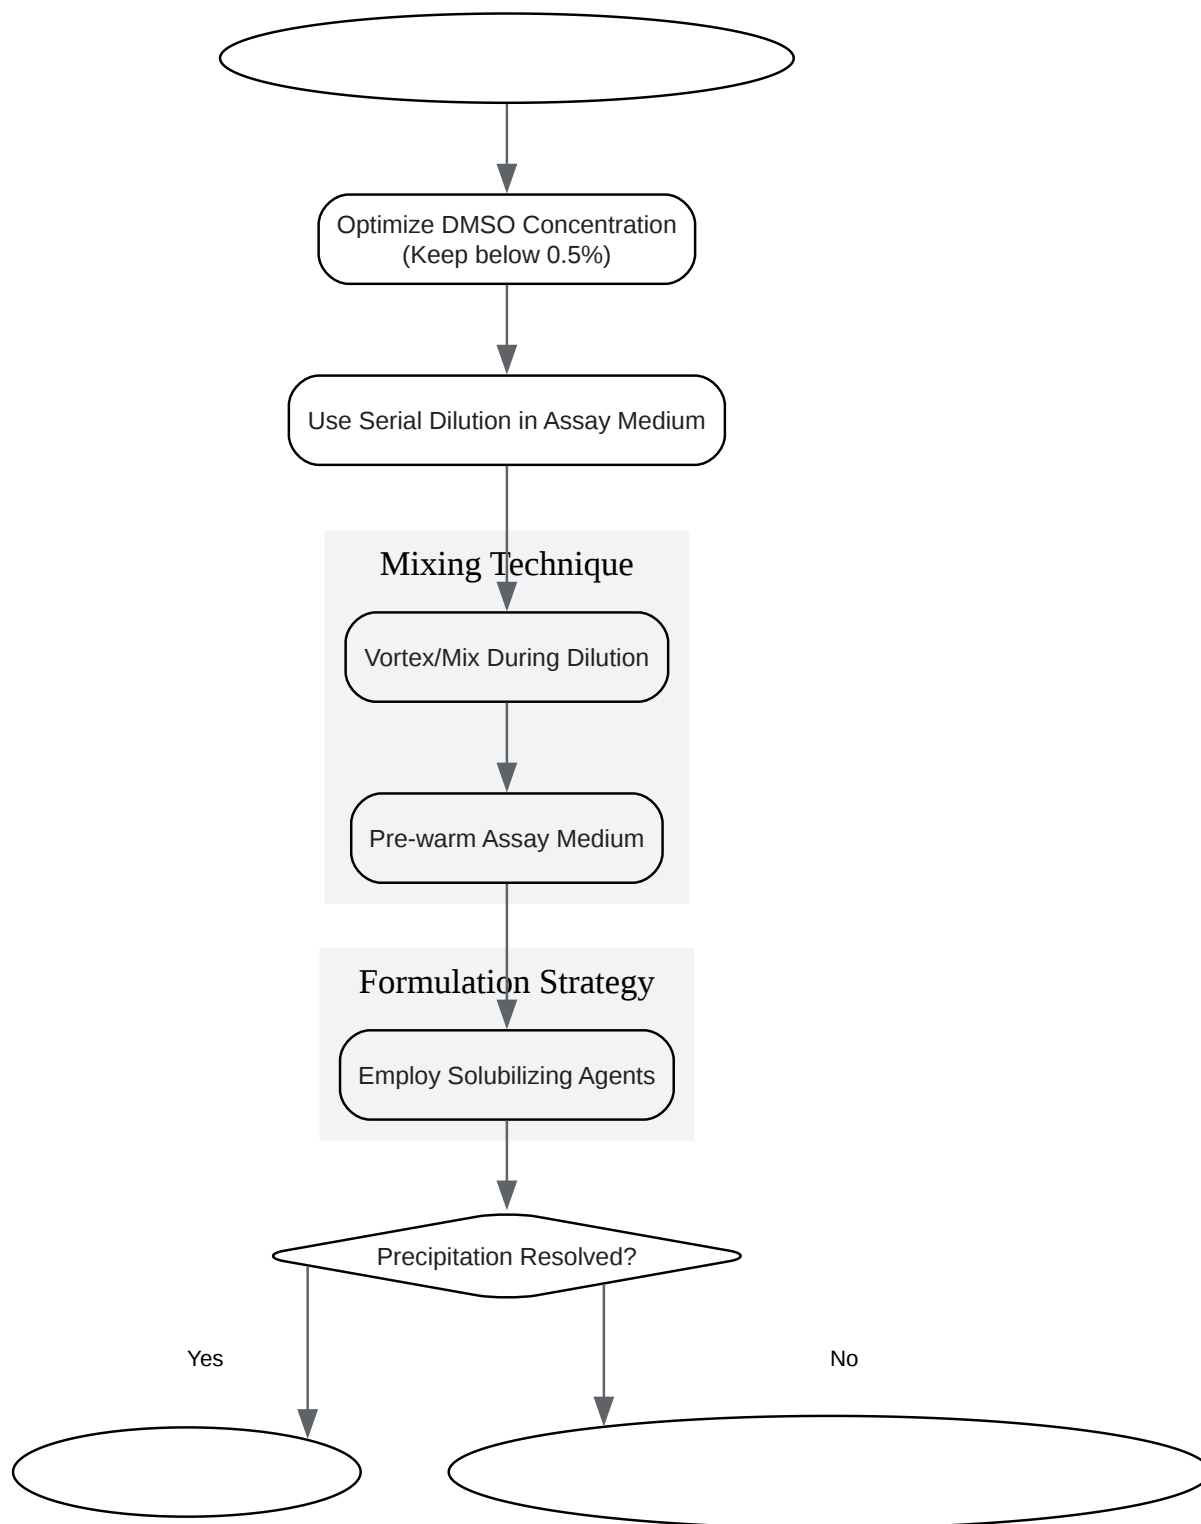 Optimize DMSO Concentration
(Keep below 0.5%)
Use Serial Dilution in Assay Medium
Mixing Technique
Vortex/Mix During Dilution
Pre-warm Assay Medium
Formulation Strategy
Employ Solubilizing Agents
Precipitation Resolved?
Yes
No